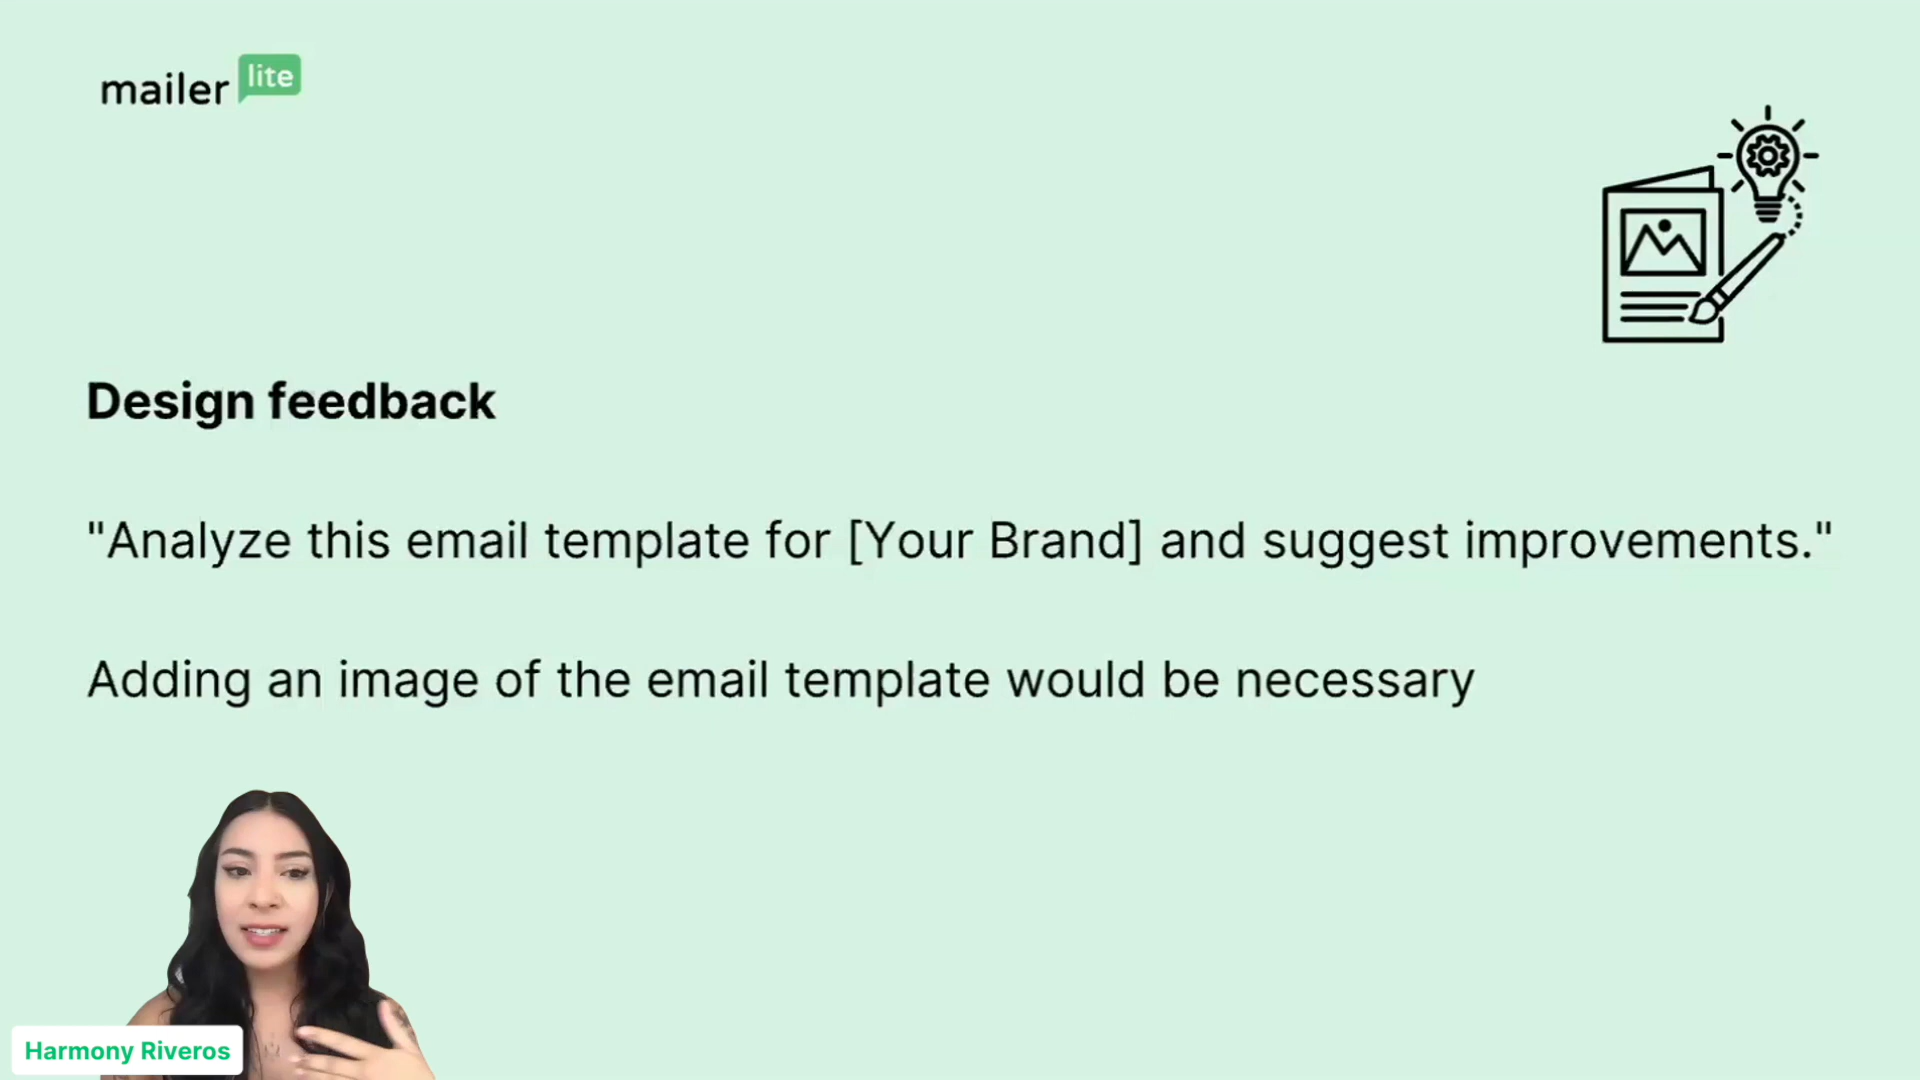 mailer lite
Design feedback
"Analyze this email template for [Your Brand] and suggest improvements."
Adding an image of the email template would be necessary
Harmony Riveros